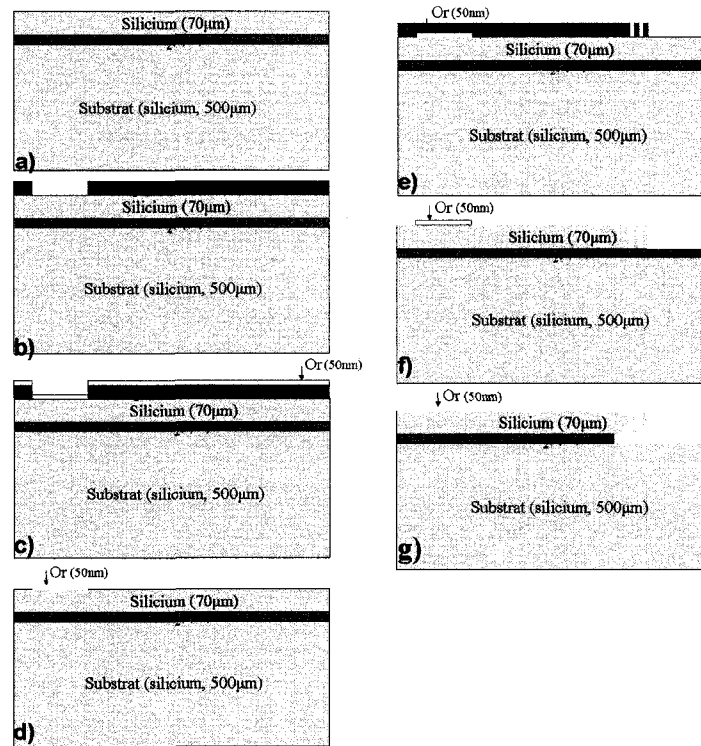 Silicium (70µm)
Substrat (silicium, 500µm)
a)
Silicium (70µm)
Substrat (silicium, 500µm)
b)
Or (50nm)
Silicium (70µm)
Substrat (silicium, 500µm)
c)
Or (50nm)
Silicium (70µm)
Substrat (silicium, 500µm)
d)
Or (50nm)
Silicium (70µm)
Substrat (silicium, 500µm)
e)
Or (50nm)
Silicium (70µm)
Substrat (silicium, 500µm)
f)
Or (50nm)
Silicium (70µm)
Substrat (silicium, 500µm)
g)